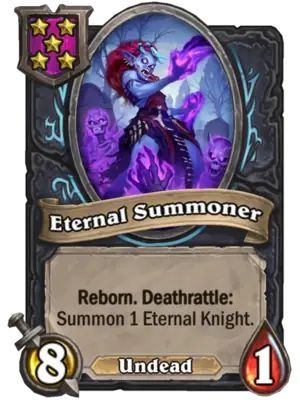 Eternal Summoner
Reborn. Deathrattle:
Summon 1 Eternal Knight.
8
Undead
1